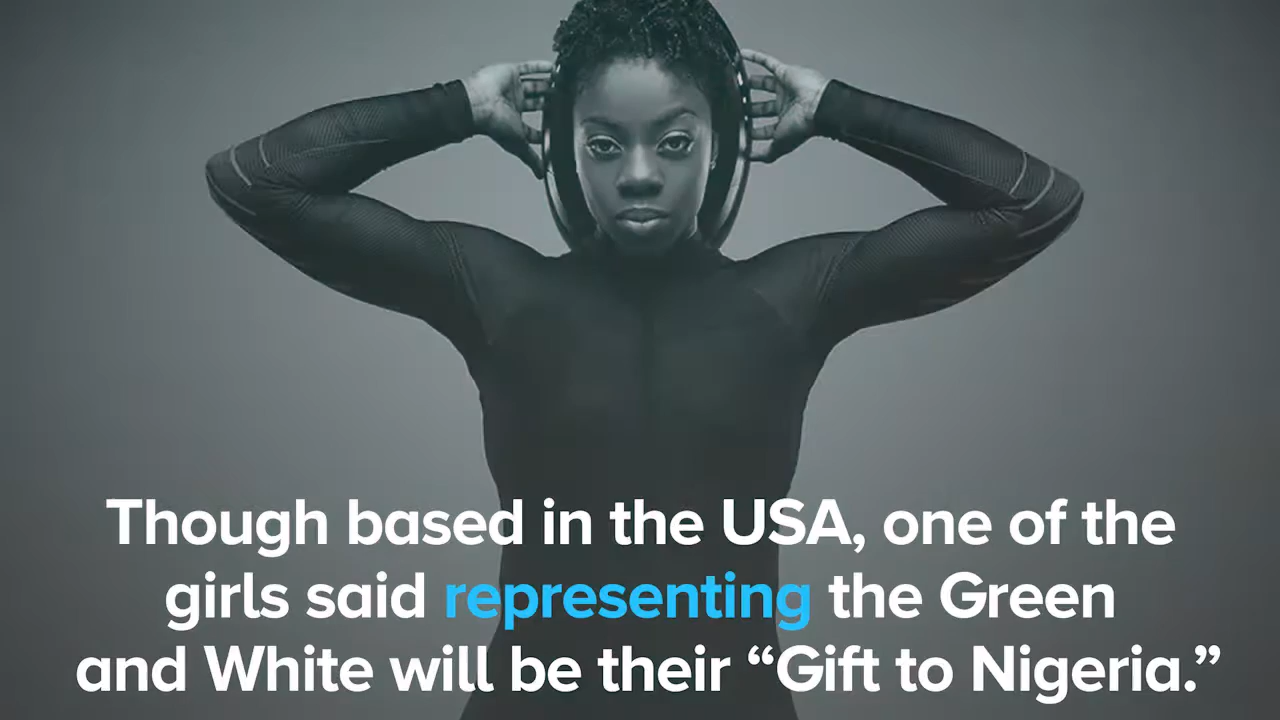 Though based in the USA, one of the
girls said representing the Green
and White will be their “Gift to Nigeria.”